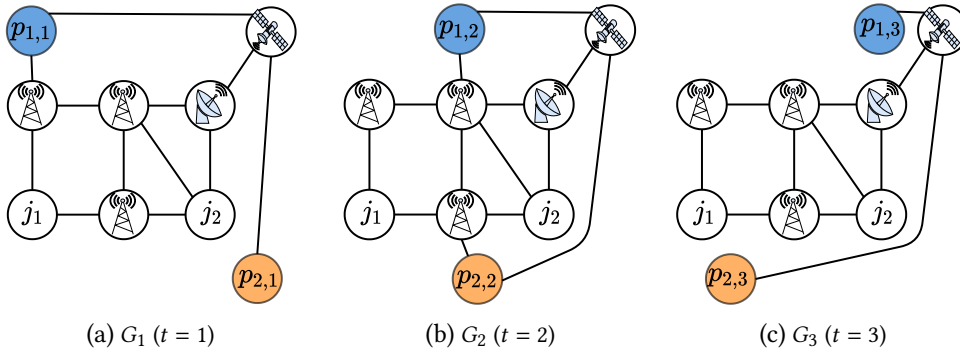 p₁,₁
j₁ j₂
p₂,₁
(a) G₁ (t = 1)
p₁,₂
j₁ j₂
p₂,₂
(b) G₂ (t = 2)
p₁,₃
j₁ j₂
p₂,₃
(c) G₃ (t = 3)